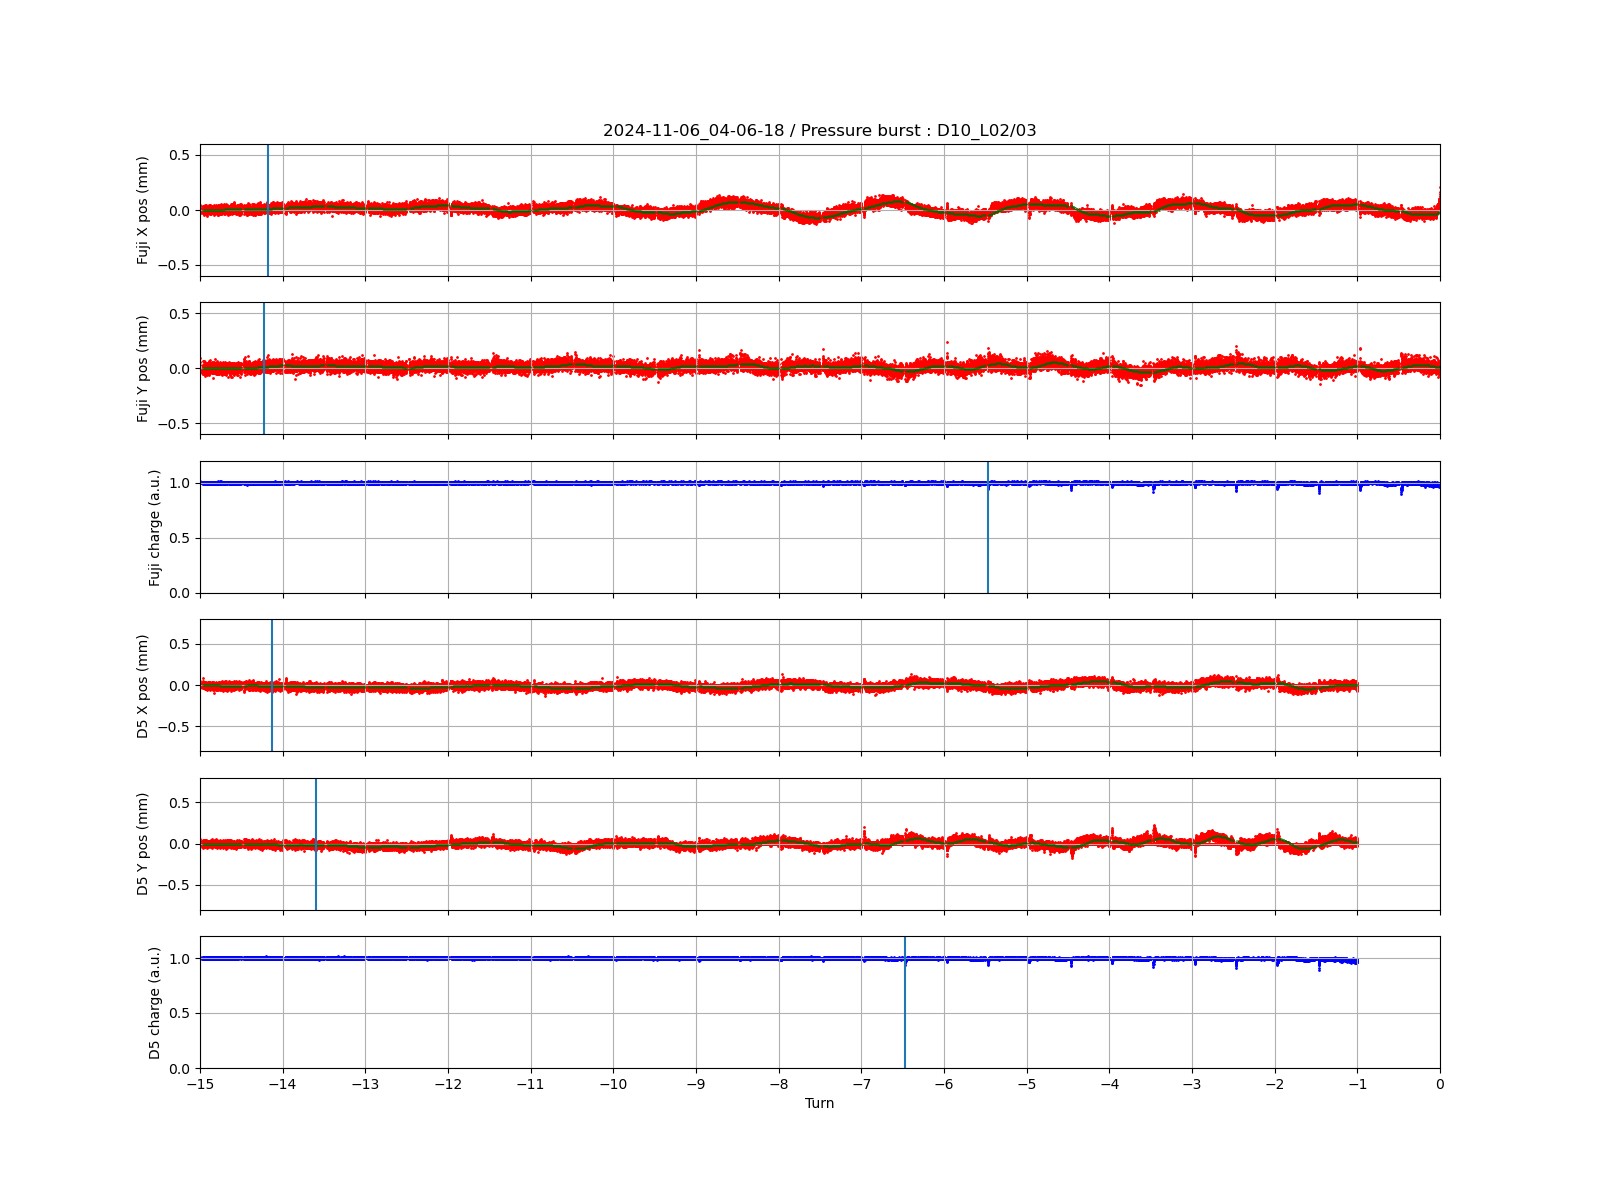 2024-11-06_04-06-18 / Pressure burst : D10_L02/03
Fuji X pos (mm)
0.5
0.0
−0.5
Fuji Y pos (mm)
0.5
0.0
−0.5
Fuji charge (a.u.)
1.0
0.5
0.0
D5 X pos (mm)
0.5
0.0
−0.5
D5 Y pos (mm)
0.5
0.0
−0.5
D5 charge (a.u.)
1.0
0.5
0.0
−15 −14 −13 −12 −11 −10 −9 −8 −7 −6 −5 −4 −3 −2 −1 0
Turn